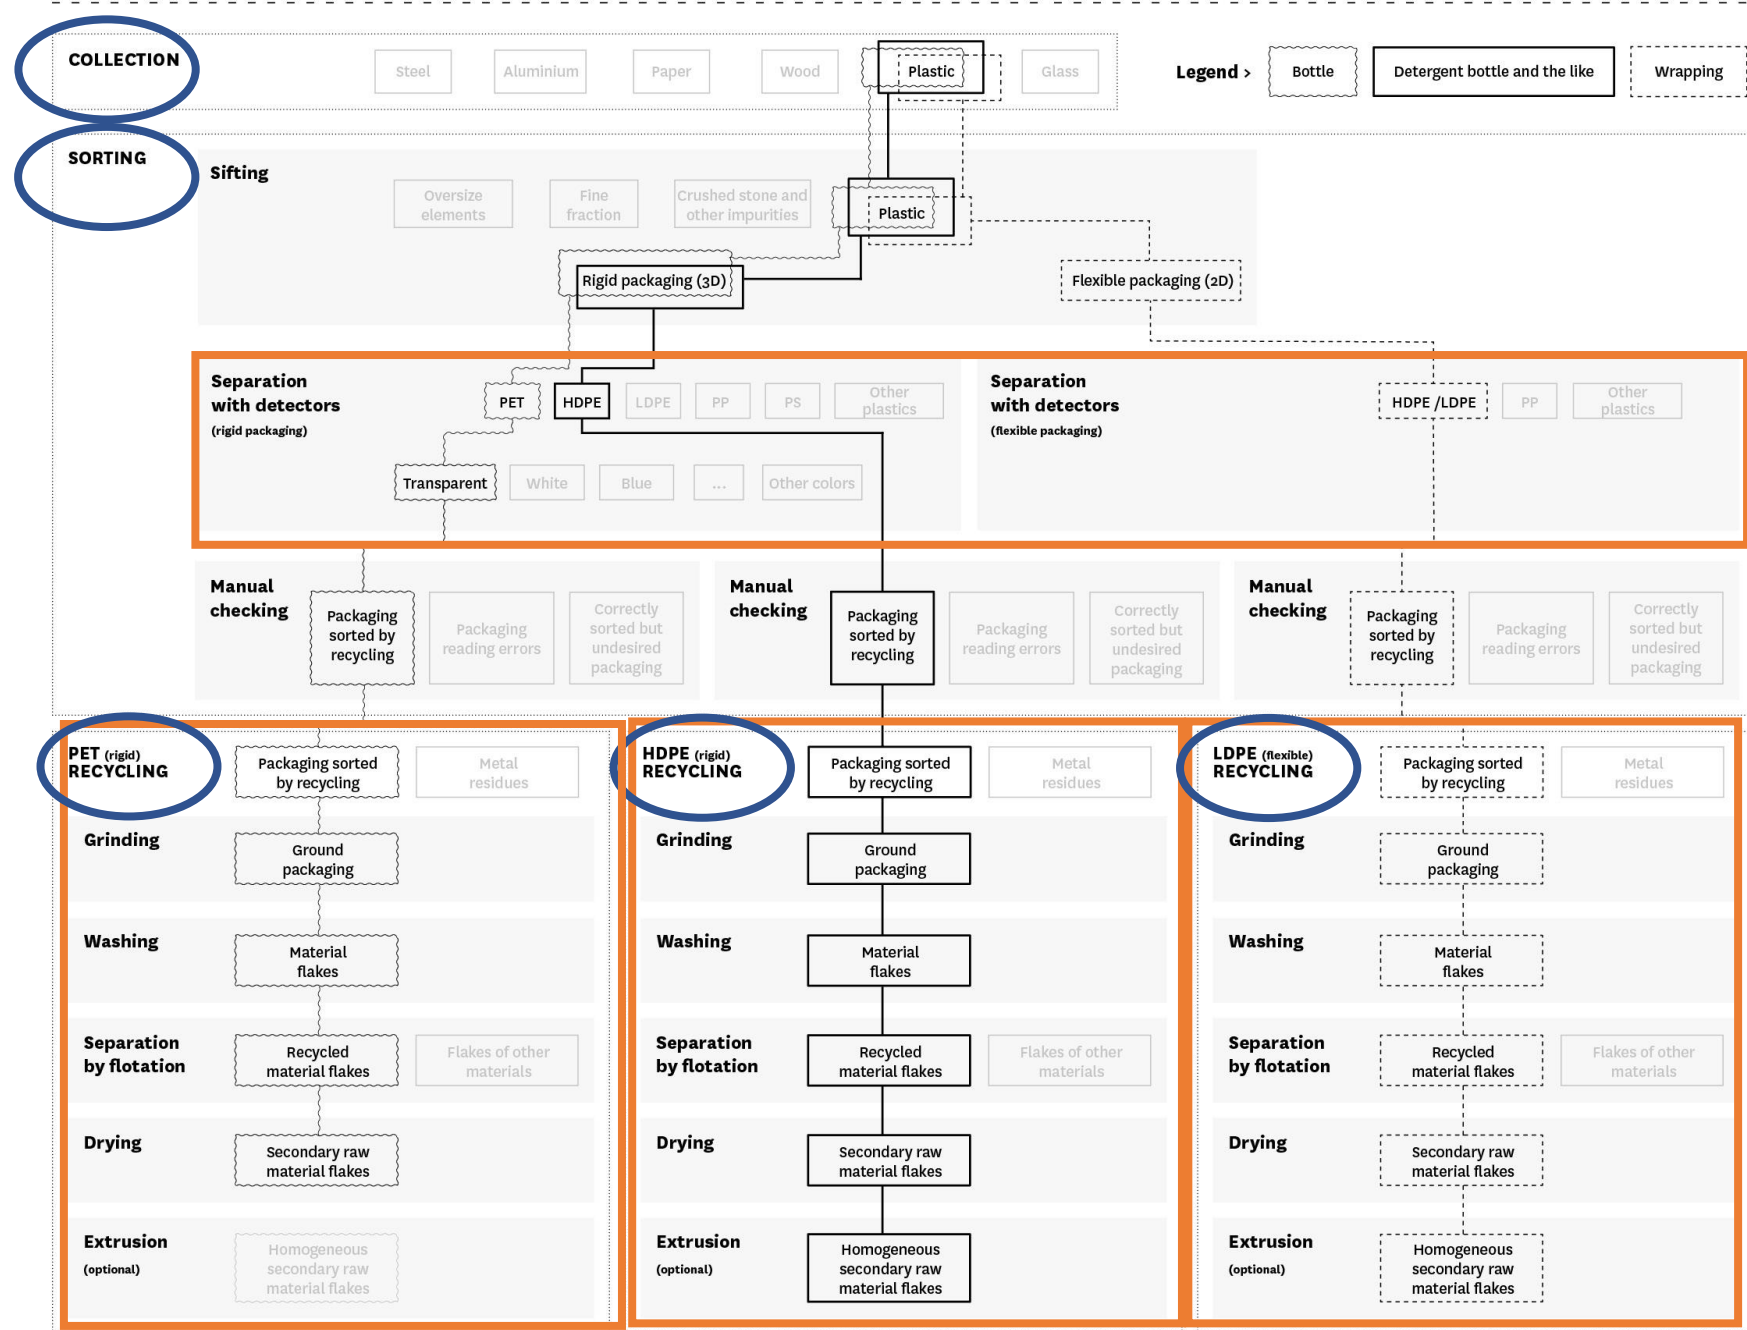 COLLECTION
Steel
Aluminium
Paper
Wood
Plastic
Glass
Legend >
Bottle
Detergent bottle and the like
Wrapping
SORTING
Sifting
Oversize
elements
Fine
fraction
Crushed stone and
other impurities
Plastic
Rigid packaging (3D)
Flexible packaging (2D)
Separation
with detectors
(rigid packaging)
PET
HDPE
LDPE
PP
PS
Other
plastics
Transparent
White
Blue
...
Other colors
Separation
with detectors
(flexible packaging)
HDPE /LDPE
PP
Other
plastics
Manual
checking
Packaging
sorted by
recycling
Packaging
reading errors
Correctly
sorted but
undesired
packaging
Manual
checking
Packaging
sorted by
recycling
Packaging
reading errors
Correctly
sorted but
undesired
packaging
Manual
checking
Packaging
sorted by
recycling
Packaging
reading errors
Correctly
sorted but
undesired
packaging
PET (rigid)
RECYCLING
Packaging sorted
by recycling
Metal
residues
Grinding
Ground
packaging
Washing
Material
flakes
Separation
by flotation
Recycled
material flakes
Flakes of other
materials
Drying
Secondary raw
material flakes
Extrusion
(optional)
Homogeneous
secondary raw
material flakes
HDPE (rigid)
RECYCLING
Packaging sorted
by recycling
Metal
residues
Grinding
Ground
packaging
Washing
Material
flakes
Separation
by flotation
Recycled
material flakes
Flakes of other
materials
Drying
Secondary raw
material flakes
Extrusion
(optional)
Homogeneous
secondary raw
material flakes
LDPE (flexible)
RECYCLING
Packaging sorted
by recycling
Metal
residues
Grinding
Ground
packaging
Washing
Material
flakes
Separation
by flotation
Recycled
material flakes
Flakes of other
materials
Drying
Secondary raw
material flakes
Extrusion
(optional)
Homogeneous
secondary raw
material flakes